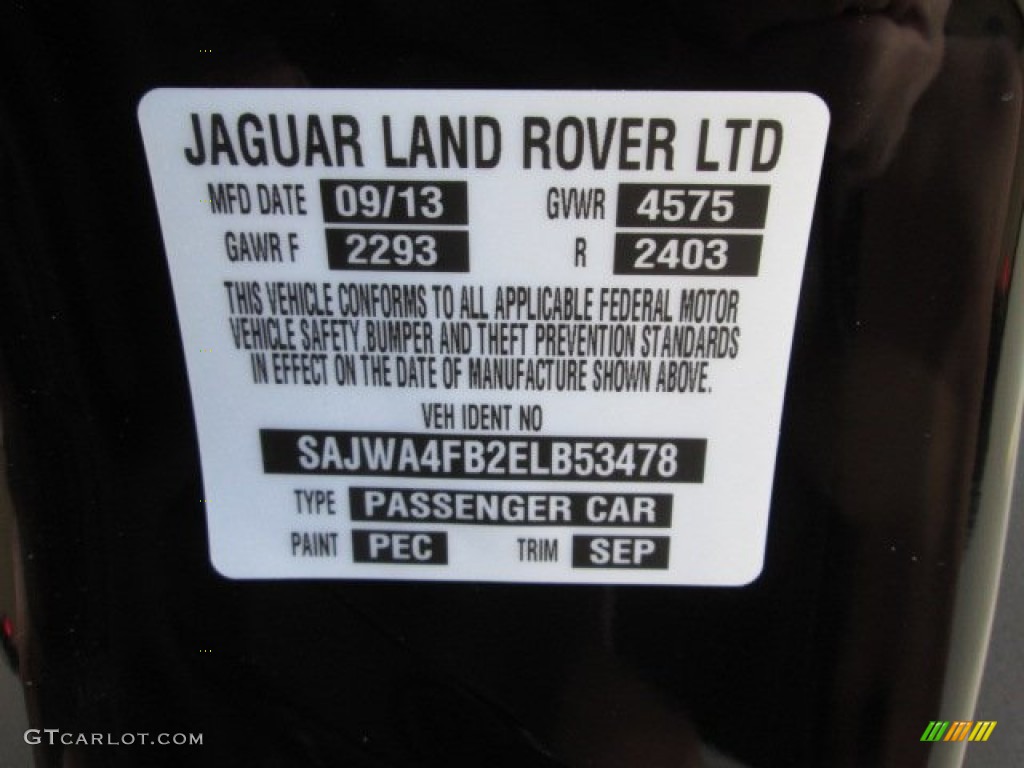 JAGUAR LAND ROVER LTD
MFD DATE 09/13 GVWR 4575
GAWR F 2293 R 2403
THIS VEHICLE CONFORMS TO ALL APPLICABLE FEDERAL MOTOR
VEHICLE SAFETY, BUMPER AND THEFT PREVENTION STANDARDS
IN EFFECT ON THE DATE OF MANUFACTURE SHOWN ABOVE.
VEH IDENT NO
SAJWA4FB2ELB53478
TYPE PASSENGER CAR
PAINT PEC TRIM SEP
GTCARLOT.COM